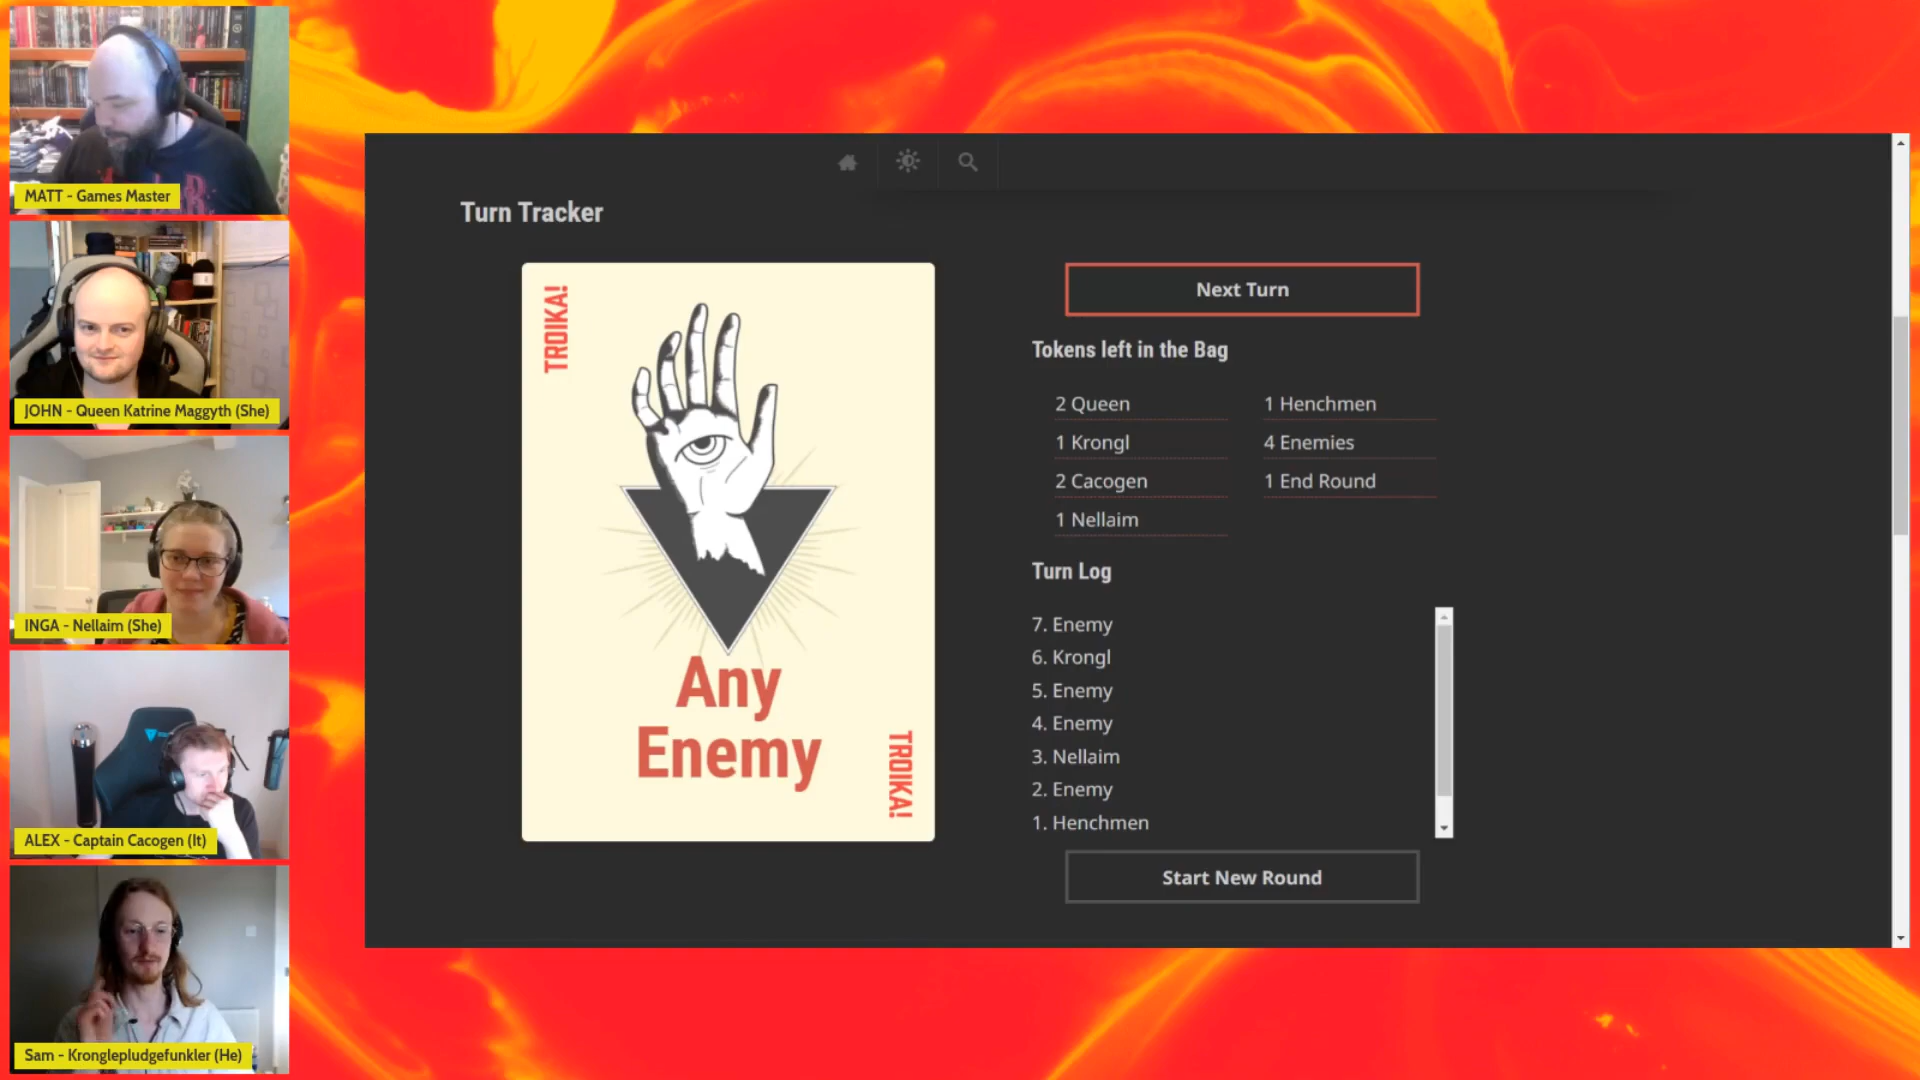 MATT - Games Master
JOHN - Queen Katrine Maggyth (She)
INGA - Nellaim (She)
ALEX - Captain Cacogen (It)
Sam - Kronglepludgefunkler (He)
Turn Tracker
TROIKA!
Any
Enemy
TROIKA!
Next Turn
Tokens left in the Bag
2 Queen
1 Krongl
2 Cacogen
1 Nellaim
1 Henchmen
4 Enemies
1 End Round
Turn Log
7. Enemy
6. Krongl
5. Enemy
4. Enemy
3. Nellaim
2. Enemy
1. Henchmen
Start New Round